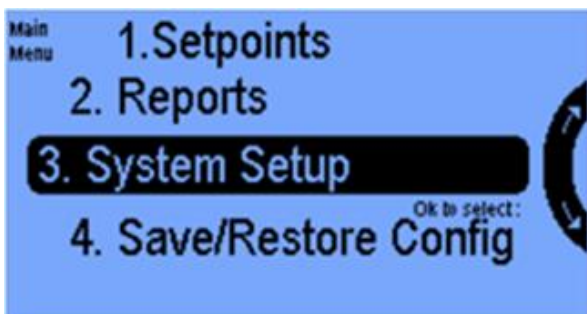 Main
Menu
1.Setpoints
2. Reports
3. System Setup
Ok to select:
4. Save/Restore Config